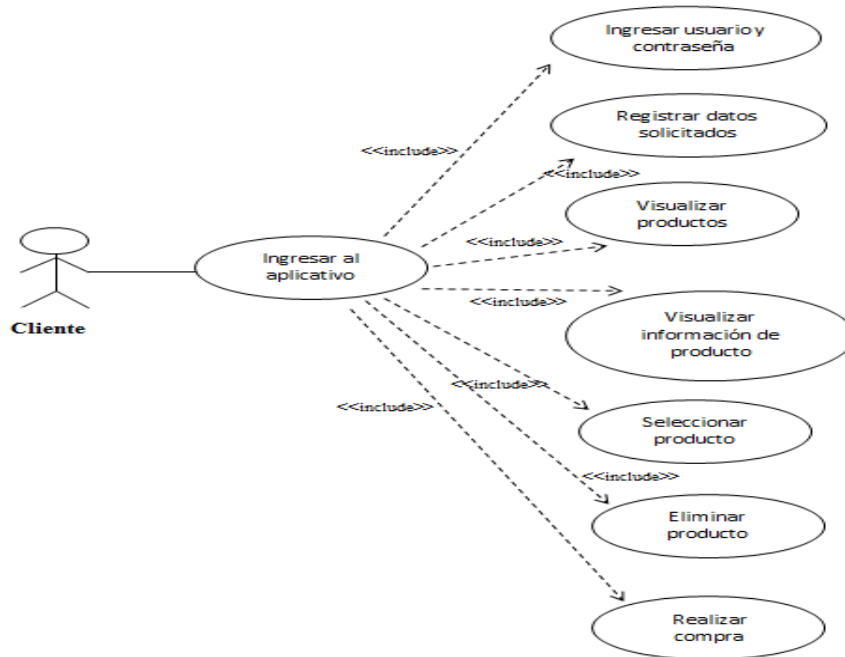 Ingresar usuario y
contraseña
Registrar datos
solicitados
<<include>>
<<include>>
Visualizar
productos
<<include>>
Ingresar al
aplicativo
<<include>>
Cliente
Visualizar
información de
producto
<<include>>
<<include>>
Seleccionar
producto
<<include>>
Eliminar
producto
Realizar
compra